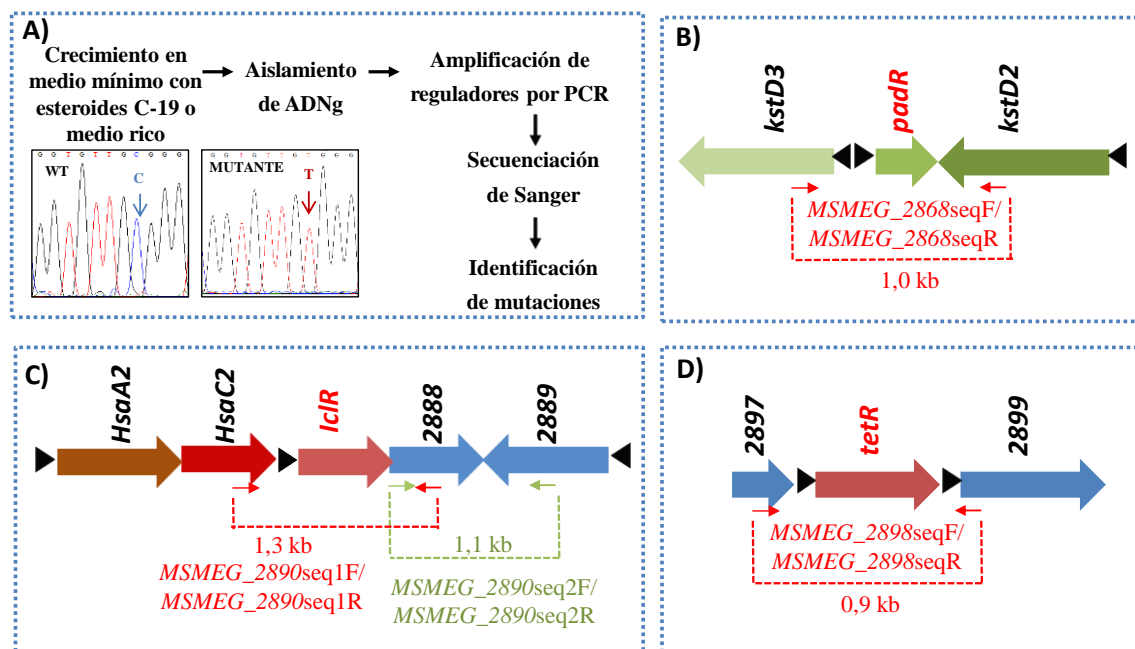 A)
Crecimiento en
medio mínimo con
esteroides C-19 o
medio rico
Aislamiento
de ADNg
Amplificación de
reguladores por PCR
Secuenciación
de Sanger
Identificación
de mutaciones
G G T G T T G C G G G
WT
C
G G T G T T G T G G G
MUTANTE
T
B)
kstD3
padR
kstD2
MSMEG_2868seqF/
MSMEG_2868seqR
1,0 kb
C)
HsaA2
HsaC2
IclR
2888
2889
1,3 kb
MSMEG_2890seq1F/
MSMEG_2890seq1R
1,1 kb
MSMEG_2890seq2F/
MSMEG_2890seq2R
D)
2897
tetR
2899
MSMEG_2898seqF/
MSMEG_2898seqR
0,9 kb